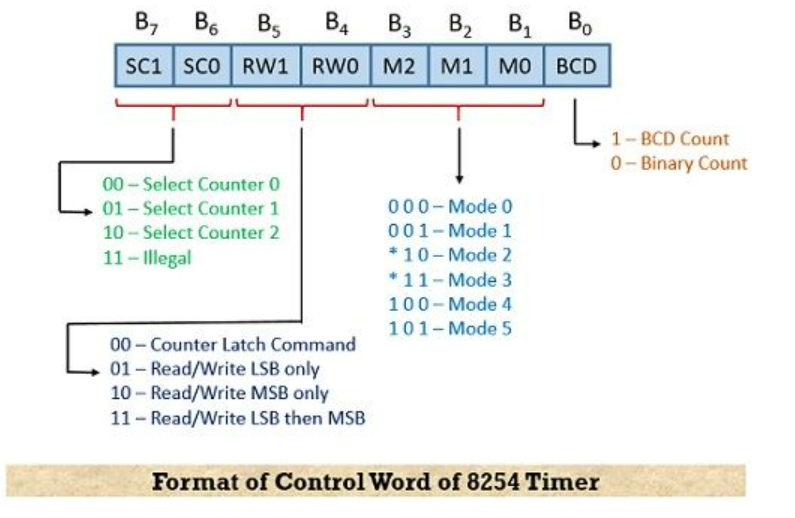 B7 B6 B5 B4 B3 B2 B1 B0
SC1 SC0 RW1 RW0 M2 M1 M0 BCD
1 – BCD Count
0 – Binary Count
00 – Select Counter 0
01 – Select Counter 1
10 – Select Counter 2
11 – Illegal
0 0 0 – Mode 0
0 0 1 – Mode 1
* 1 0 – Mode 2
* 1 1 – Mode 3
1 0 0 – Mode 4
1 0 1 – Mode 5
00 – Counter Latch Command
01 – Read/Write LSB only
10 – Read/Write MSB only
11 – Read/Write LSB then MSB
Format of Control Word of 8254 Timer